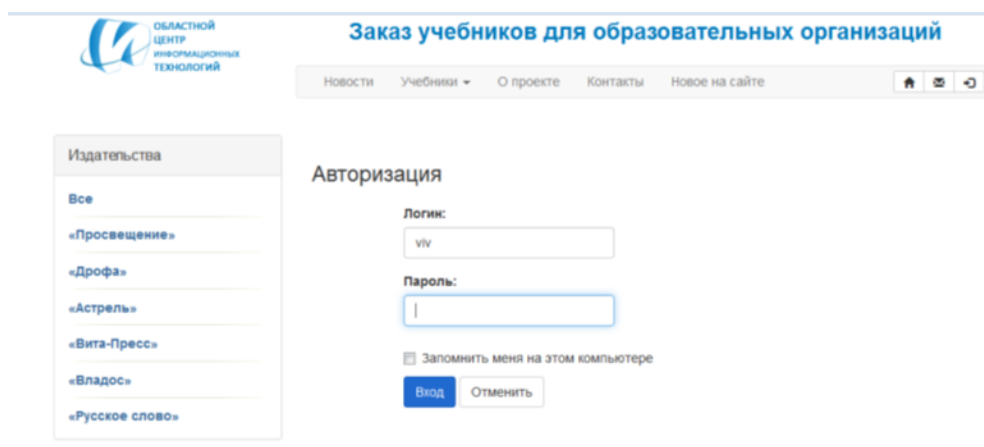 ОБЛАСТНОЙ
ЦЕНТР
ИНФОРМАЦИОННЫХ
ТЕХНОЛОГИЙ
Заказ учебников для образовательных организаций
Новости Учебники О проекте Контакты Новое на сайте
Издательства
Все
«Просвещение»
«Дрофа»
«Астрель»
«Вита-Пресс»
«Владос»
«Русское слово»
Авторизация
Логин:
viv
Пароль:
Запомнить меня на этом компьютере
Вход Отменить